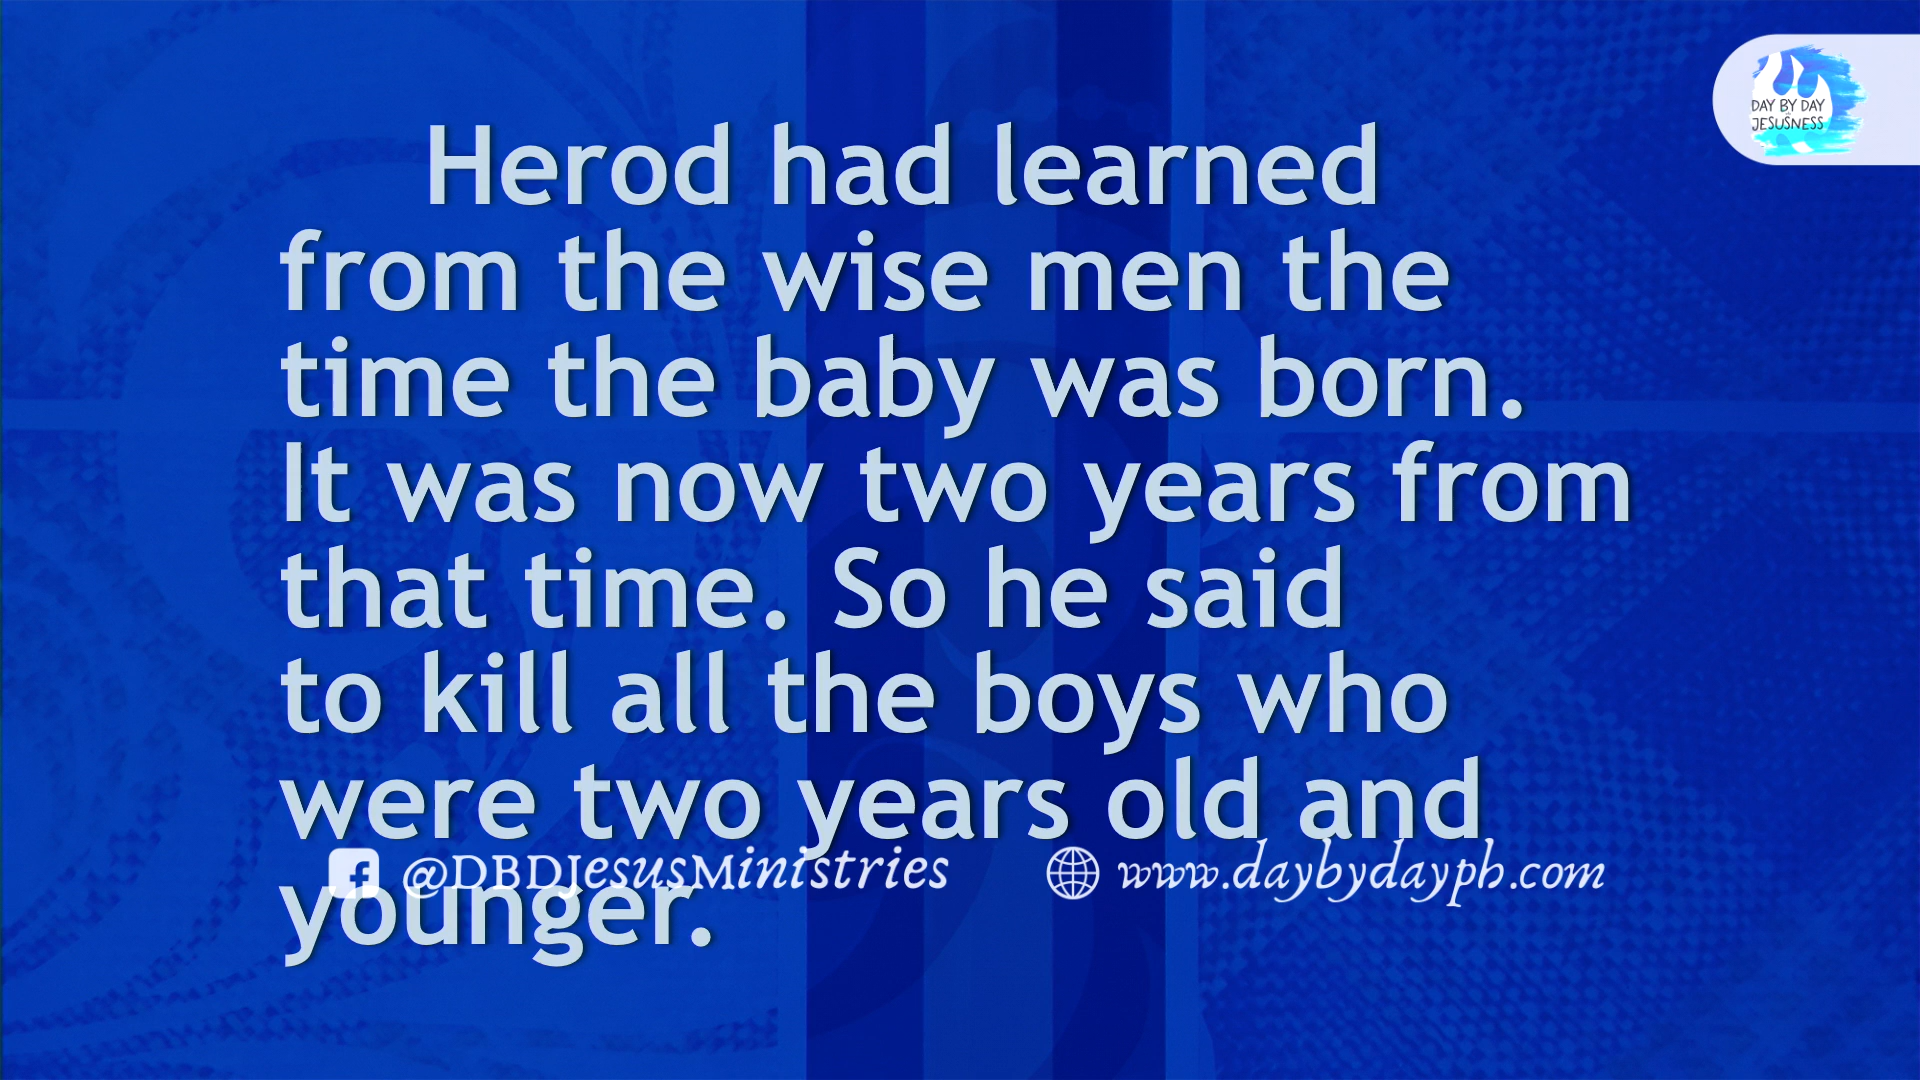 DAY BY DAY
JESUSNESS
Herod had learned
from the wise men the
time the baby was born.
It was now two years from
that time. So he said
to kill all the boys who
were two years old and
younger.
@DBDJesusMinistries
www.daybydayph.com